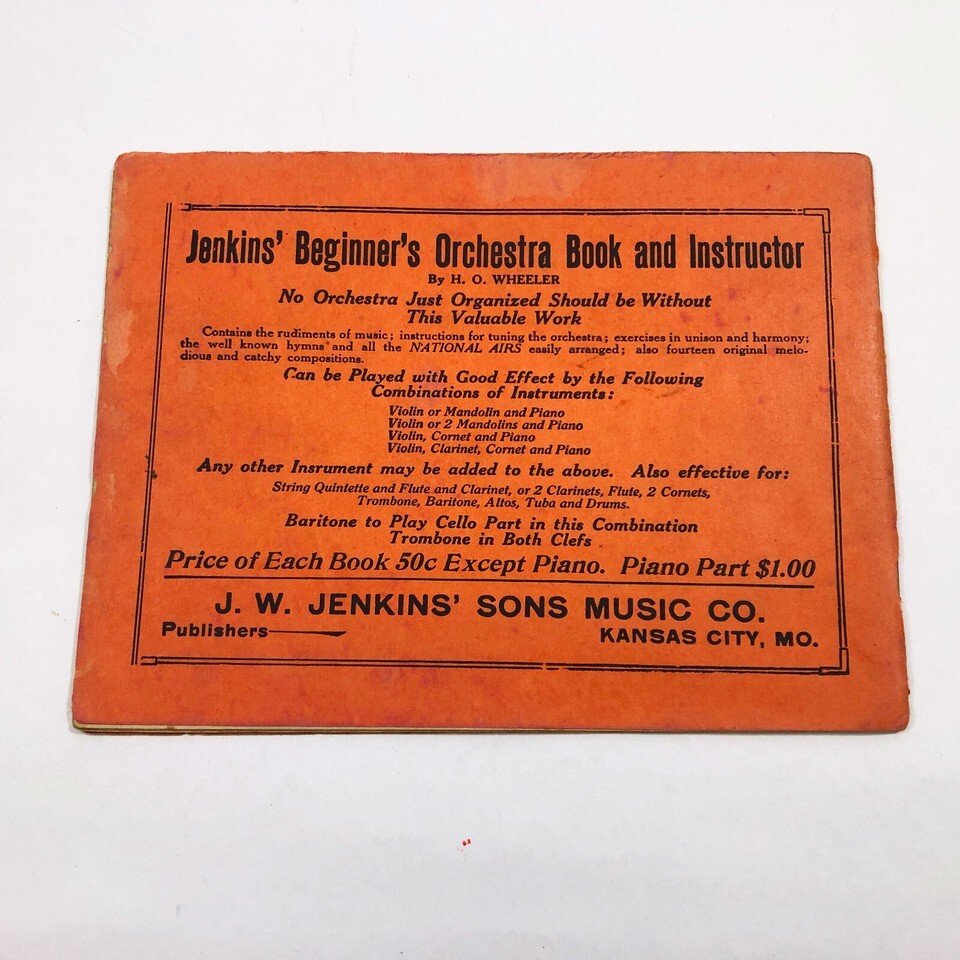 Jenkins' Beginner's Orchestra Book and Instructor
By H. O. WHEELER
No Orchestra Just Organized Should be Without
This Valuable Work
Contains the rudiments of music; instructions for tuning the orchestra; exercises in unison and harmony;
the well known hymns and all the NATIONAL AIRS easily arranged; also fourteen original melo-
dious and catchy compositions.
Can be Played with Good Effect by the Following
Combinations of Instruments:
Violin or Mandolin and Piano
Violin or 2 Mandolins and Piano
Violin, Cornet and Piano
Violin, Clarinet, Cornet and Piano
Any other Insrument may be added to the above. Also effective for:
String Quintette and Flute and Clarinet, or 2 Clarinets, Flute, 2 Cornets,
Trombone, Baritone, Altos, Tuba and Drums.
Baritone to Play Cello Part in this Combination
Trombone in Both Clefs
Price of Each Book 50c Except Piano. Piano Part $1.00
J. W. JENKINS' SONS MUSIC CO.
Publishers
KANSAS CITY, MO.